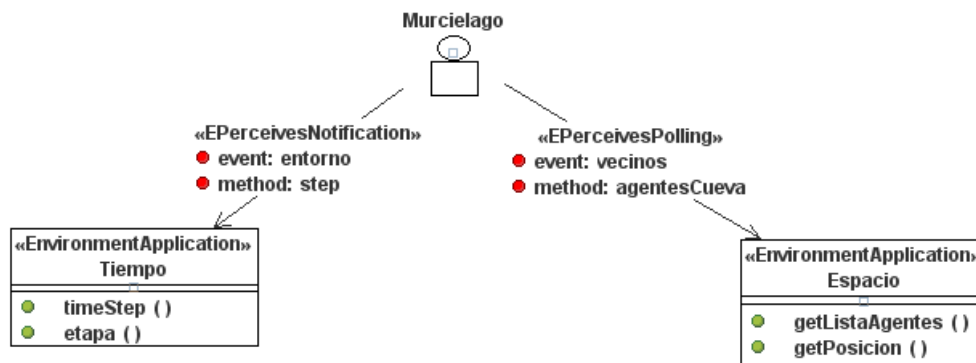 Murcielago
«EPerceivesNotification»
event: entorno
method: step
«EPerceivesPolling»
event: vecinos
method: agentesCueva
«EnvironmentApplication»
Tiempo
timeStep ( )
etapa ( )
«EnvironmentApplication»
Espacio
getListaAgentes ( )
getPosicion ( )